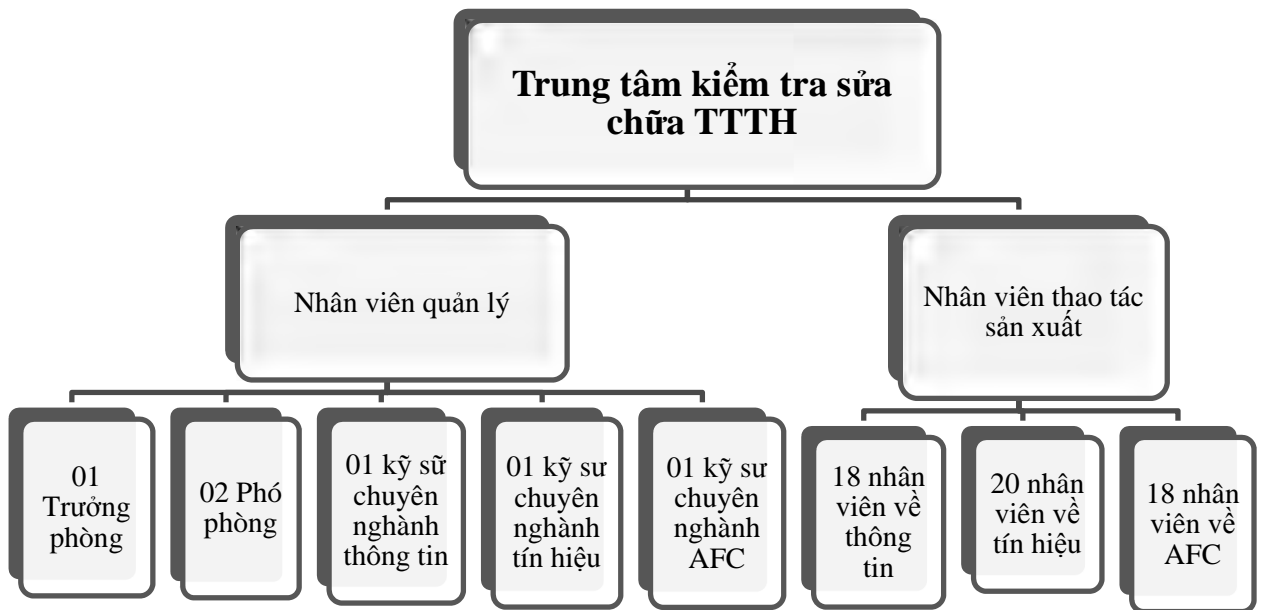 Trung tâm kiểm tra sửa
chữa TTTH
Nhân viên quản lý
Nhân viên thao tác
sản xuất
01
Trưởng
phòng
02 Phó
phòng
01 kỹ sữ
chuyên
nghành
thông tin
01 kỹ sư
chuyên
nghành
tín hiệu
01 kỹ sư
chuyên
nghành
AFC
18 nhân
viên về
thông
tin
20 nhân
viên về
tín hiệu
18 nhân
viên về
AFC